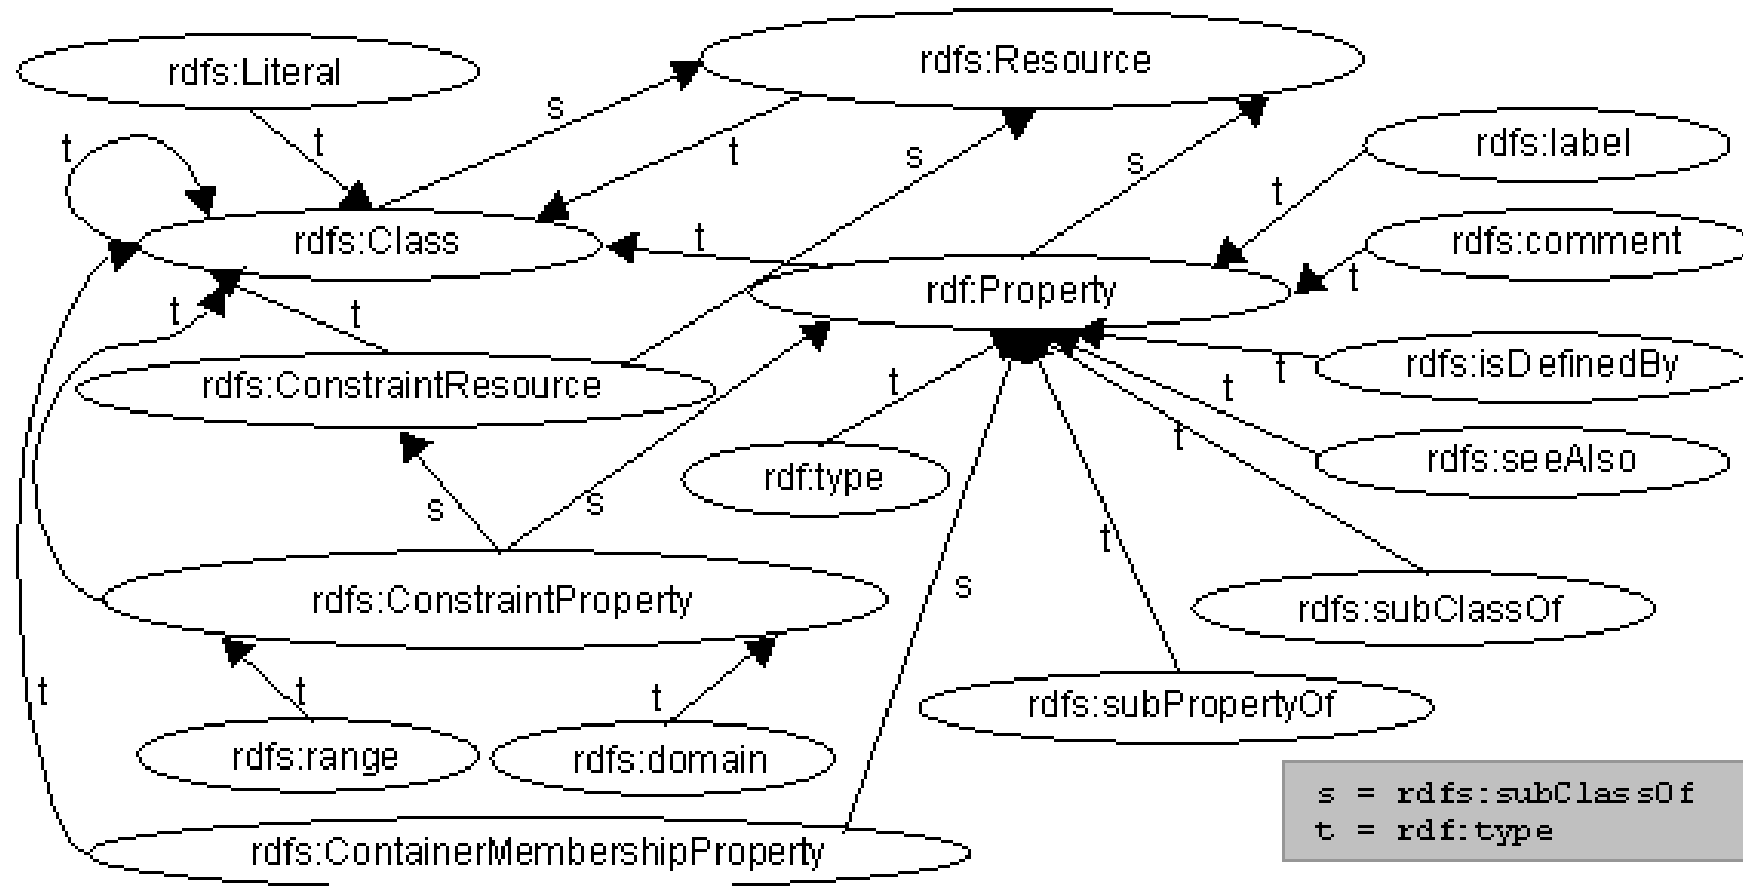 rdfs:Literal
rdfs:Resource
s
t
t
t
s
s
rdfs:label
t
rdfs:Class
t
rdfs:comment
t
rdf:Property
t
t
rdfs:ConstraintResource
t
rdfs:isDefinedBy
t
t
t
rdf:type
rdfs:seeAlso
s
s
t
s
rdfs:ConstraintProperty
rdfs:subClassOf
t
t
t
rdfs:subPropertyOf
rdfs:range
rdfs:domain
rdfs:ContainerMembershipProperty
s = rdfs:subClassOf
t = rdf:type